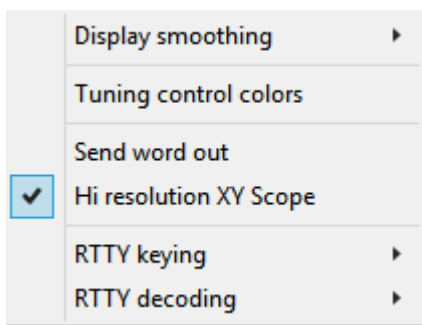 Display smoothing
Tuning control colors
Send word out
Hi resolution XY Scope
RTTY keying
RTTY decoding